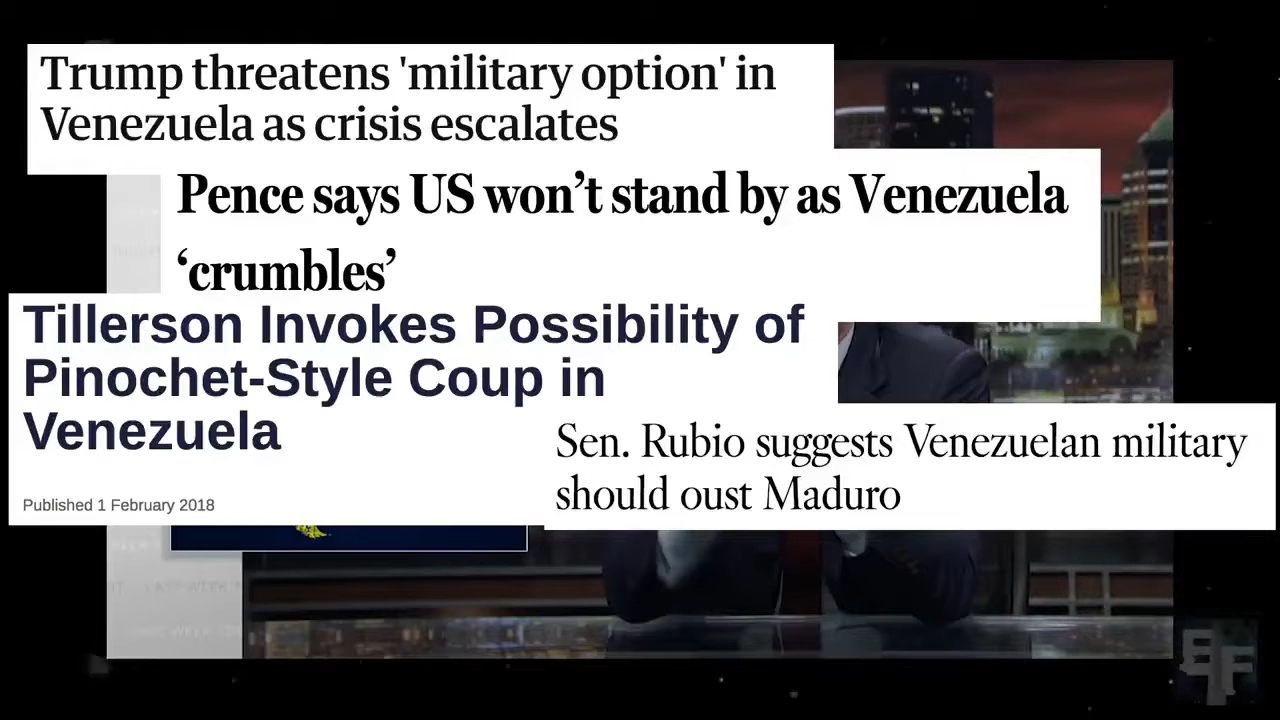 Trump threatens 'military option' in
Venezuela as crisis escalates
Pence says US won’t stand by as Venezuela
‘crumbles’
Tillerson Invokes Possibility of
Pinochet-Style Coup in
Venezuela
Published 1 February 2018
Sen. Rubio suggests Venezuelan military
should oust Maduro